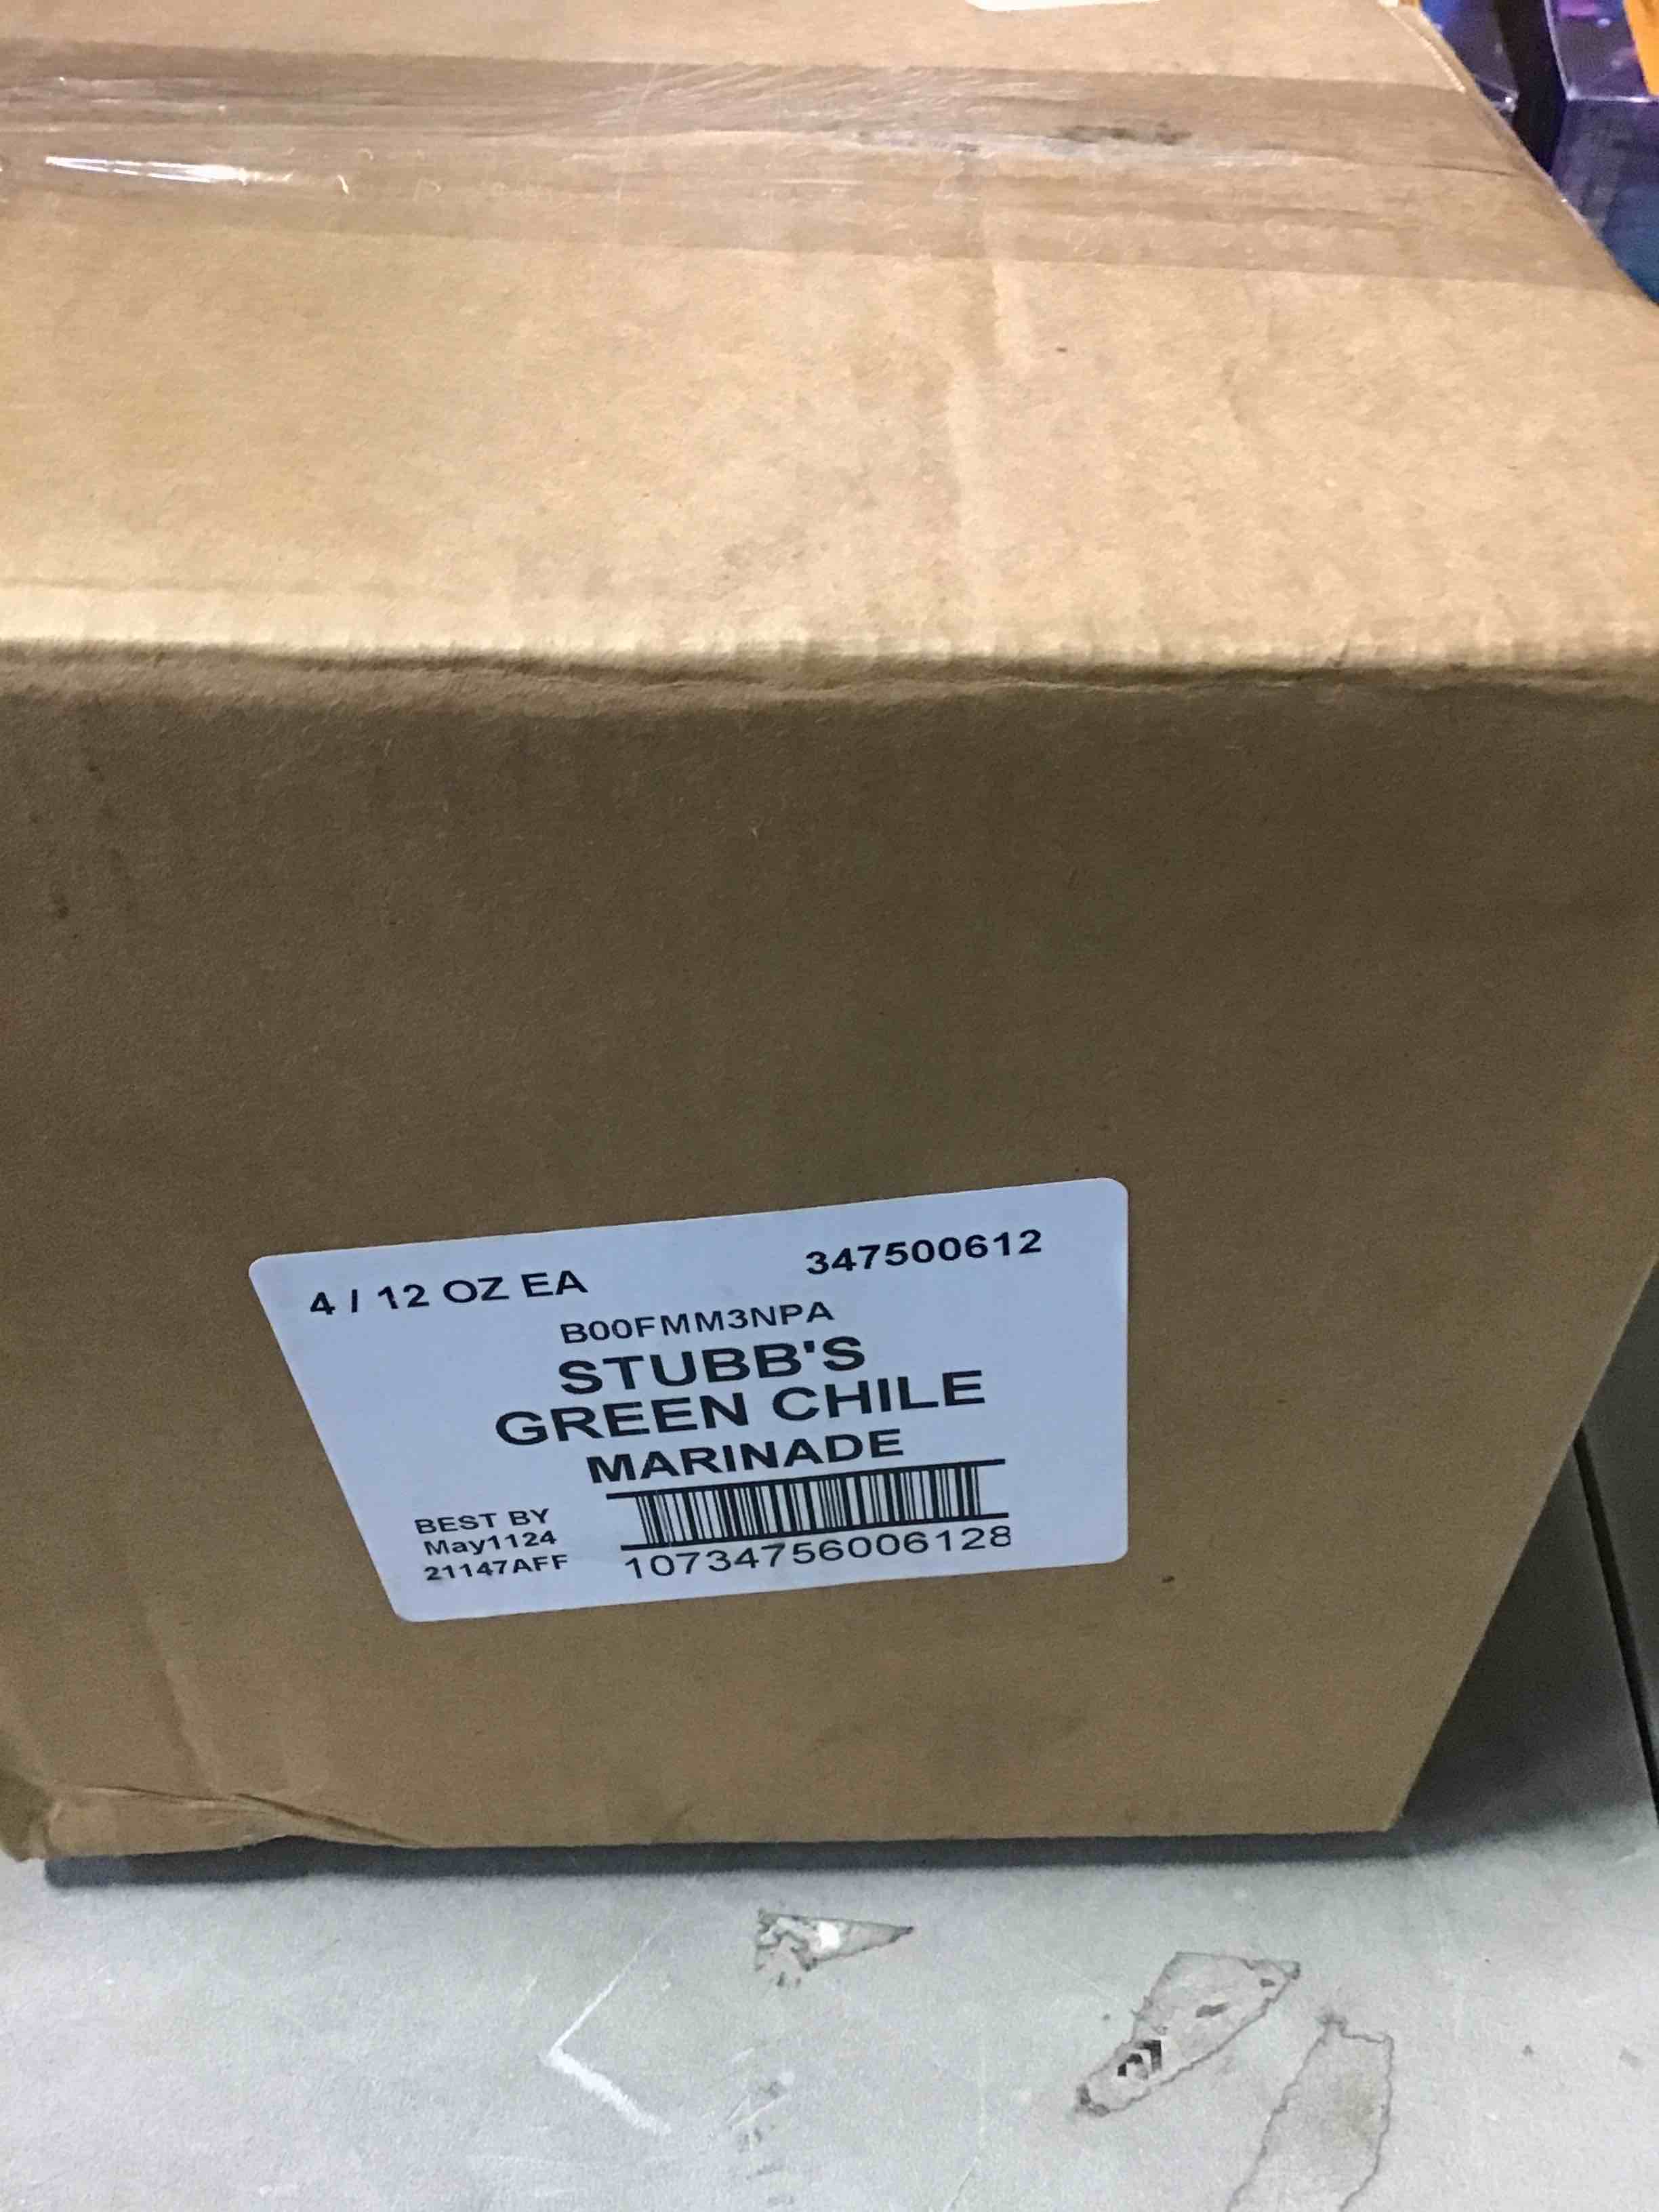 4 / 12 OZ EA 347500612
B00FMM3NPA
STUBB'S
GREEN CHILE
MARINADE
BEST BY
May1124
21147AFF
10734756006128